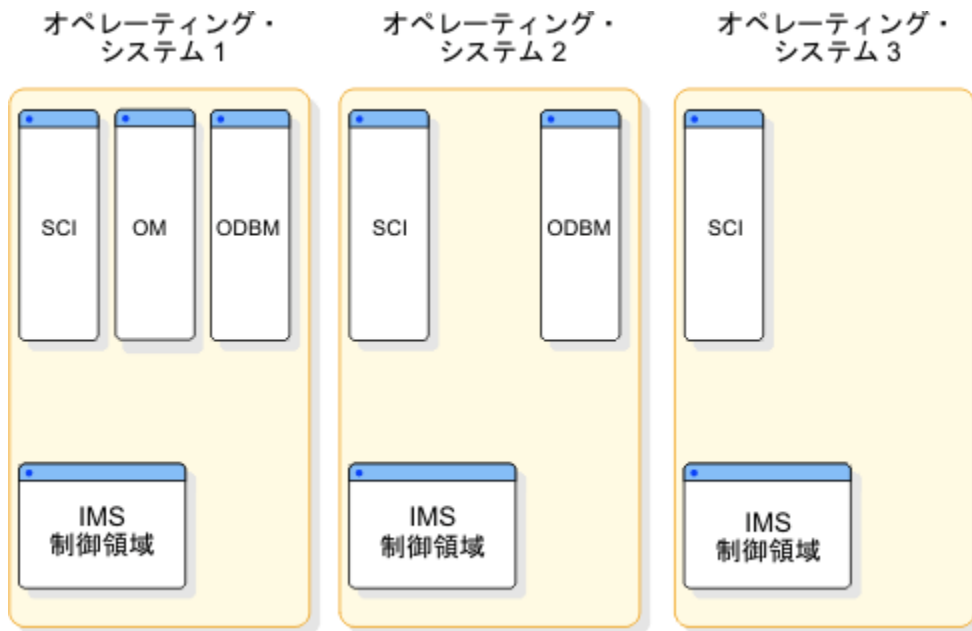 オペレーティング・
システム 1
オペレーティング・
システム 2
オペレーティング・
システム 3
SCI
OM
ODBM
SCI
ODBM
SCI
IMS
制御領域
IMS
制御領域
IMS
制御領域